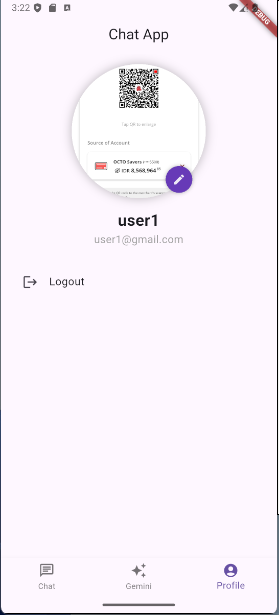 3:22
DEBUG
Chat App
Tap QR to enlarge
Source of Account
OCTO Savers
IDR 8,568,964
user1
user1@gmail.com
Logout
Chat
Gemini
Profile